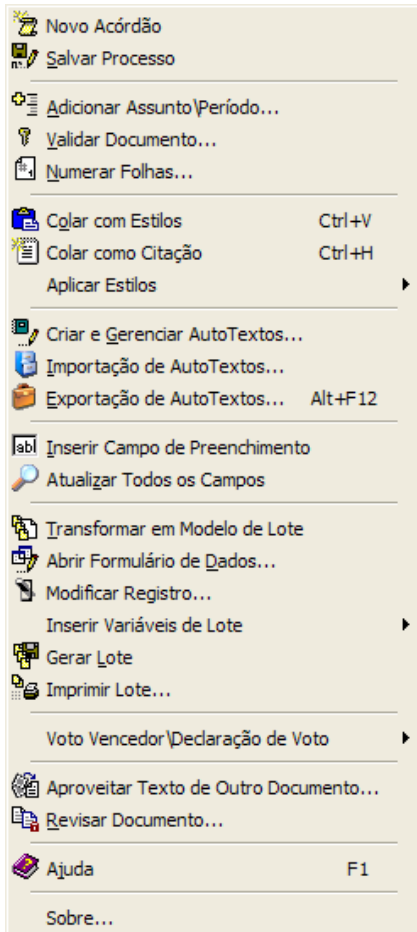 Novo Acórdão
Salvar Processo
Adicionar Assunto\Período...
Validar Documento...
Numerar Folhas...
Colar com Estilos Ctrl+V
Colar como Citação Ctrl+H
Aplicar Estilos
Criar e Gerenciar AutoTextos...
Importação de AutoTextos...
Exportação de AutoTextos... Alt+F12
Inserir Campo de Preenchimento
Atualizar Todos os Campos
Transformar em Modelo de Lote
Abrir Formulário de Dados...
Modificar Registro...
Inserir Variáveis de Lote
Gerar Lote
Imprimir Lote...
Voto Vencedor\Declaração de Voto
Aproveitar Texto de Outro Documento...
Revisar Documento...
Ajuda F1
Sobre...